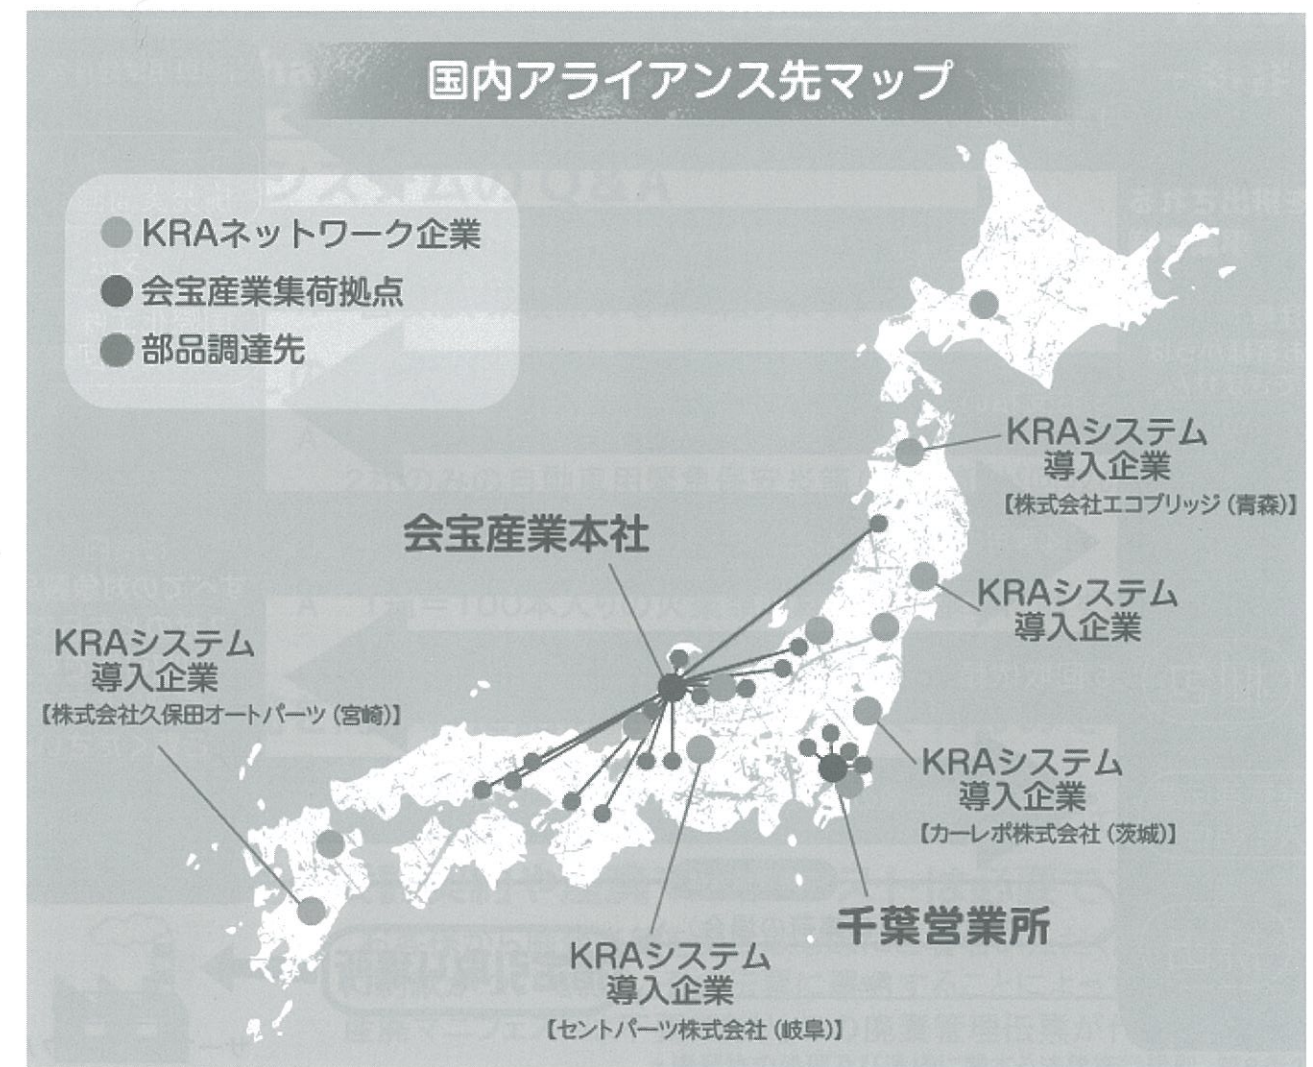 国内アライアンス先マップ
KRAネットワーク企業
会宝産業集荷拠点
部品調達先
KRAシステム
導入企業
【株式会社エコブリッジ（青森）】
会宝産業本社
KRAシステム
導入企業
KRAシステム
導入企業
【株式会社久保田オートパーツ（宮崎）】
KRAシステム
導入企業
【カーレポ株式会社（茨城）】
千葉営業所
KRAシステム
導入企業
【セントパーツ株式会社（岐阜）】